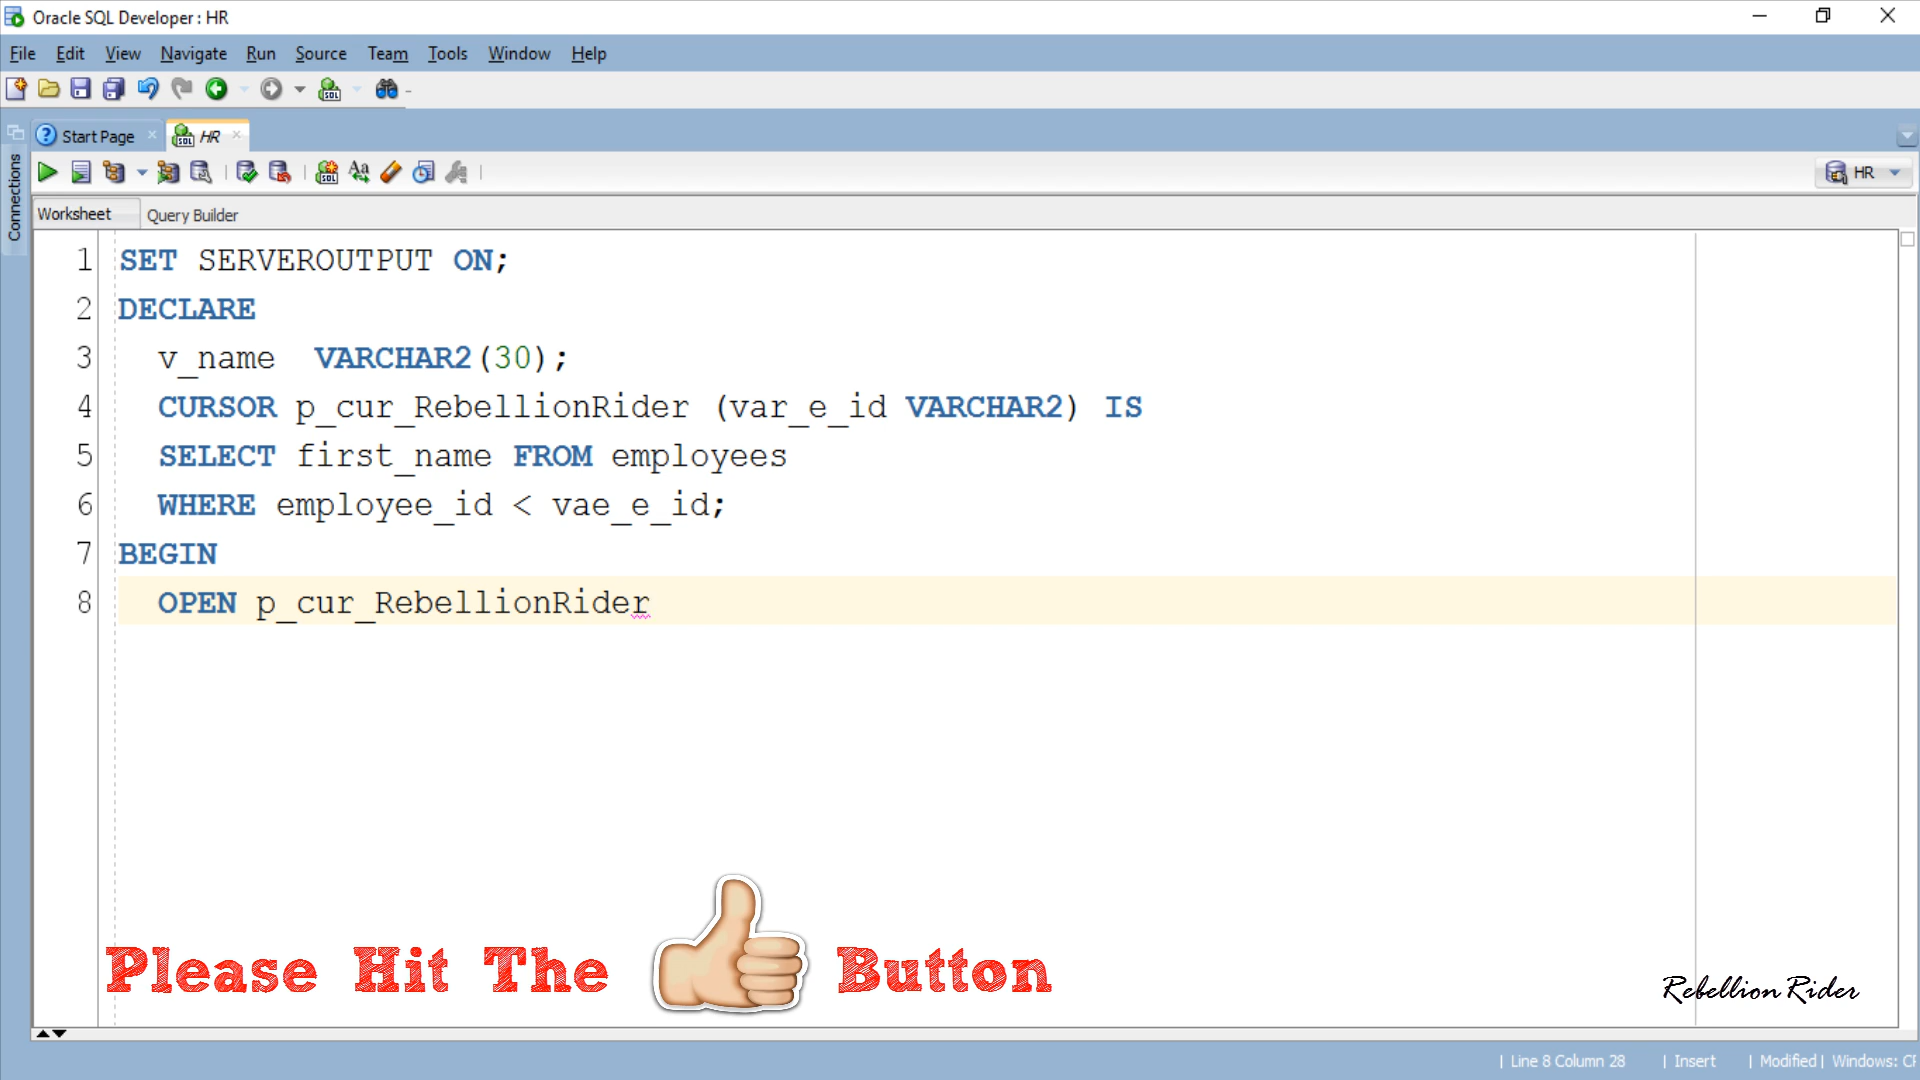 Oracle SQL Developer : HR
File Edit View Navigate Run Source Team Tools Window Help
Start Page HR
HR
Connections
Worksheet Query Builder
1 SET SERVEROUTPUT ON;
2 DECLARE
3 v_name VARCHAR2(30);
4 CURSOR p_cur_RebellionRider (var_e_id VARCHAR2) IS
5 SELECT first_name FROM employees
6 WHERE employee_id < vae_e_id;
7 BEGIN
8 OPEN p_cur_RebellionRider
Please Hit The Button
Rebellion Rider
| Line 8 Column 28 | Insert | Modified | Windows: CF